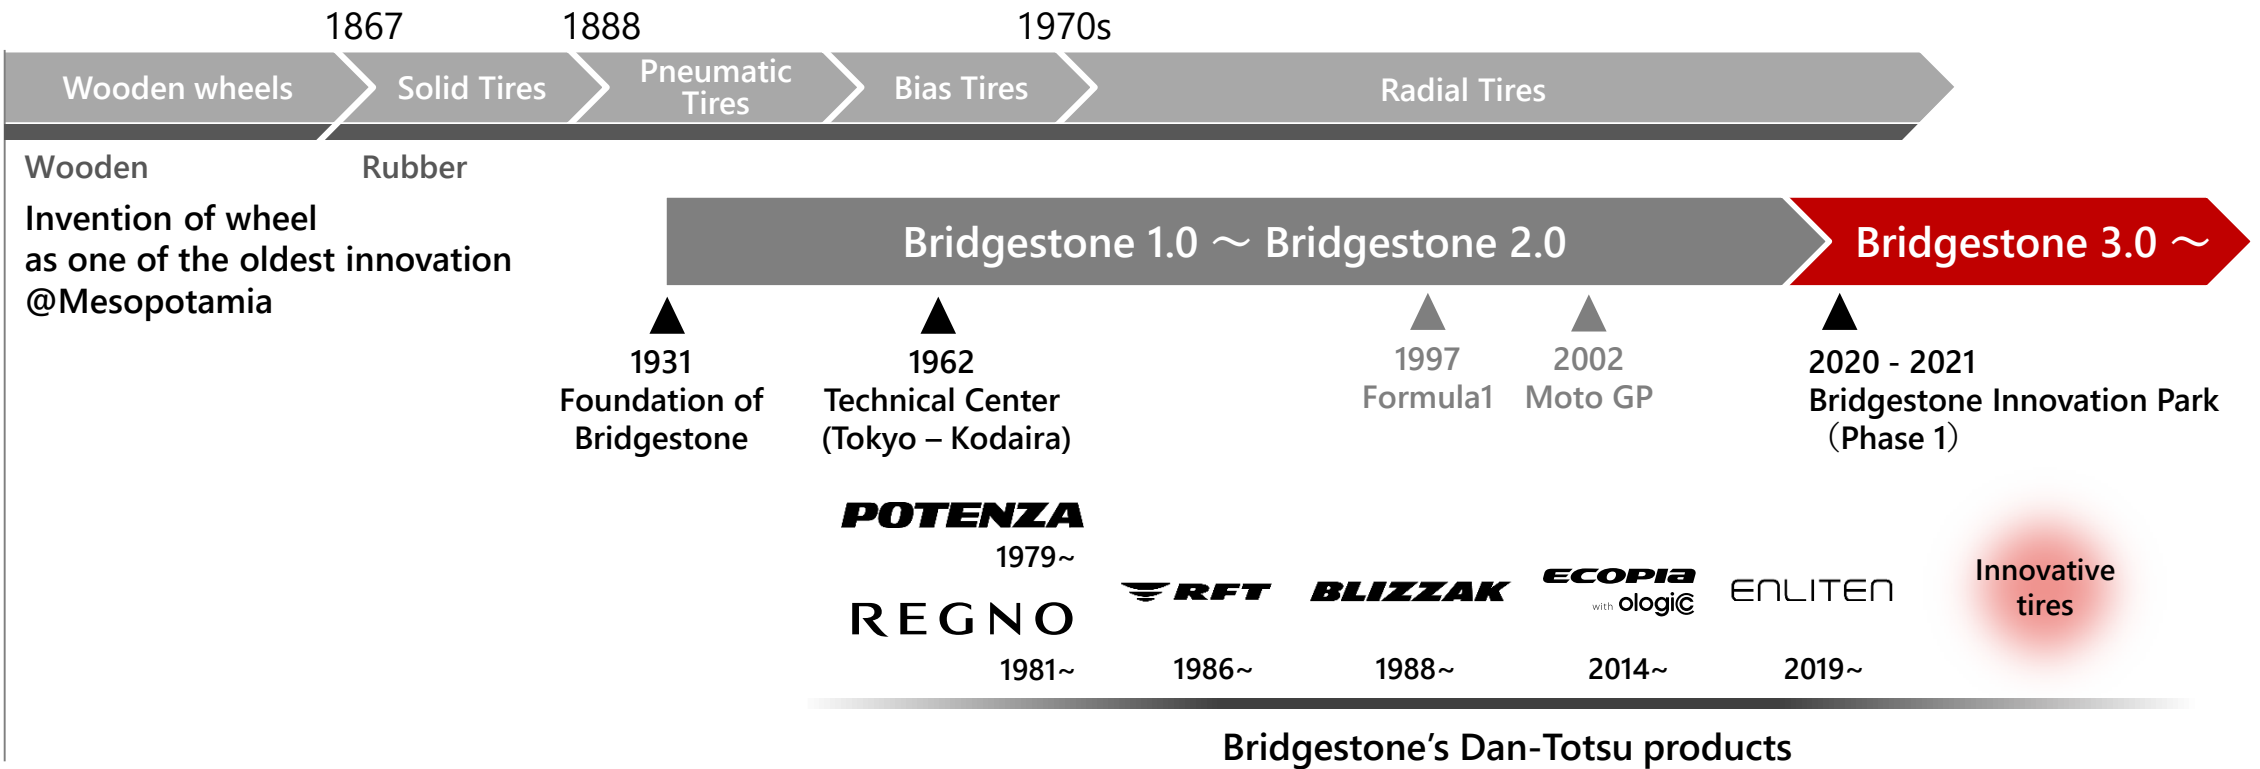 1867
1888
1970s
Wooden wheels
Solid Tires
Pneumatic
Tires
Bias Tires
Radial Tires
Wooden
Rubber
Invention of wheel
as one of the oldest innovation
@Mesopotamia
Bridgestone 1.0 ～ Bridgestone 2.0
Bridgestone 3.0 ～
1931
Foundation of
Bridgestone
1962
Technical Center
(Tokyo – Kodaira)
1997
Formula1
2002
Moto GP
2020 - 2021
Bridgestone Innovation Park
（Phase 1）
POTENZA
1979~
REGNO
1981~
RFT
1986~
BLIZZAK
1988~
ECOPIA
with ologic
2014~
ENLITEN
2019~
Innovative
tires
Bridgestone’s Dan-Totsu products